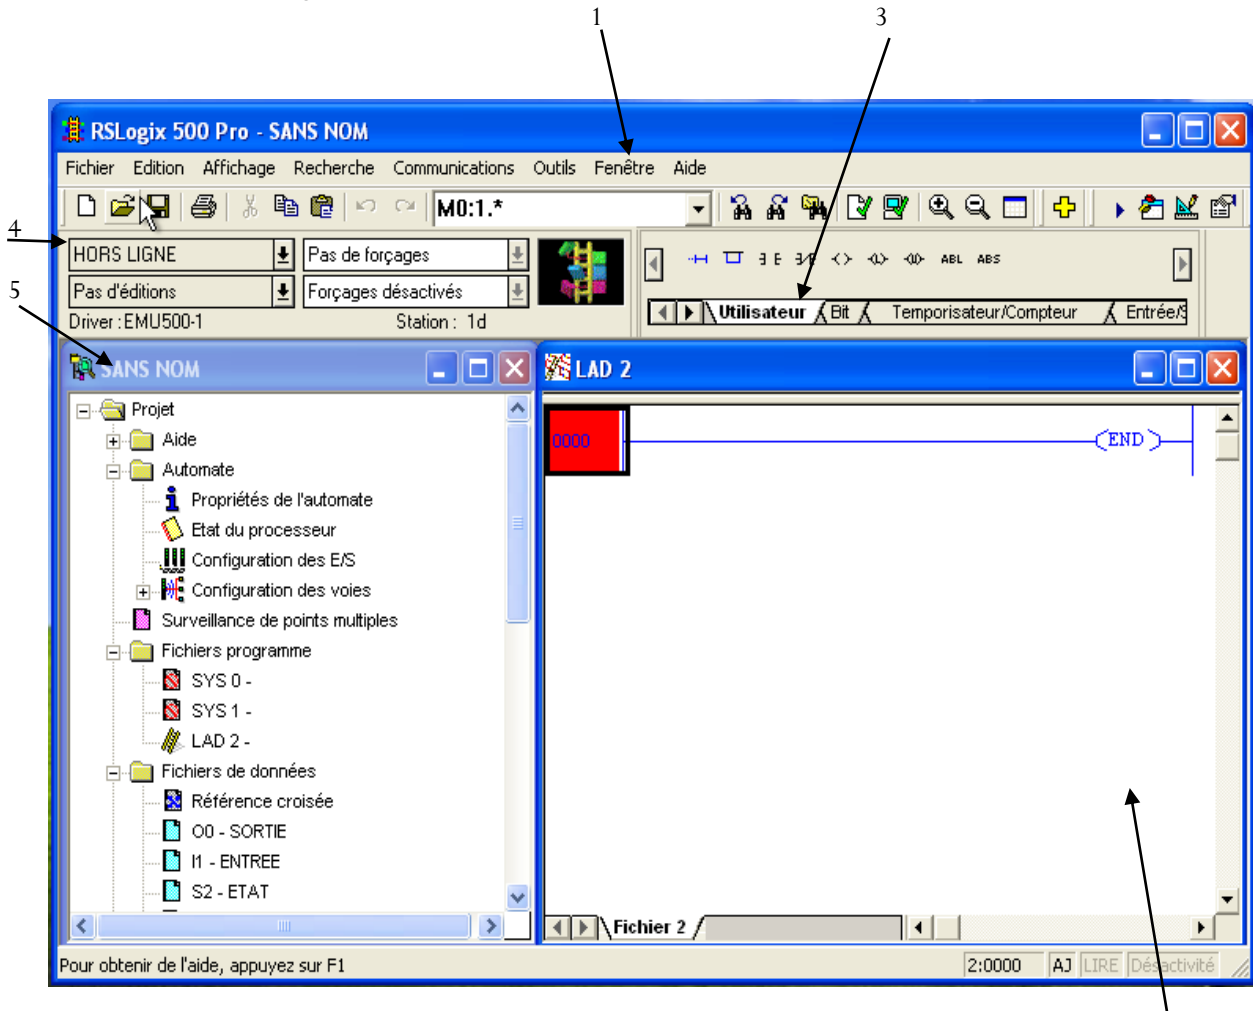 1
3
RSLogix 500 Pro - SANS NOM
Fichier Edition Affichage Recherche Communications Outils Fenêtre Aide
M0:1.*
4
HORS LIGNE Pas de forçages
ABL ABS
5
Pas d'éditions Forçages désactivés
Utilisateur Bit Temporisateur/Compteur Entrée/S
Driver : EMU500-1 Station : 1d
SANS NOM
LAD 2
Projet
Aide
Automate
Propriétés de l'automate
Etat du processeur
Configuration des E/S
Configuration des voies
Surveillance de points multiples
Fichiers programme
SYS 0 -
SYS 1 -
LAD 2 -
Fichiers de données
Référence croisée
O0 - SORTIE
I1 - ENTREE
S2 - ETAT
0000
END
Fichier 2
Pour obtenir de l'aide, appuyez sur F1
2:0000 AJ LIRE Désactivité